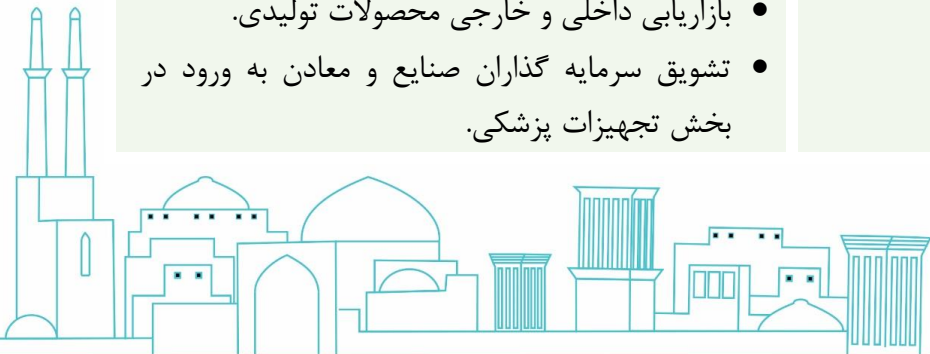 • بازاریابی داخلی و خارجی محصولات تولیدی.
• تشویق سرمایه گذاران صنایع و معادن به ورود در
بخش تجهیزات پزشکی.